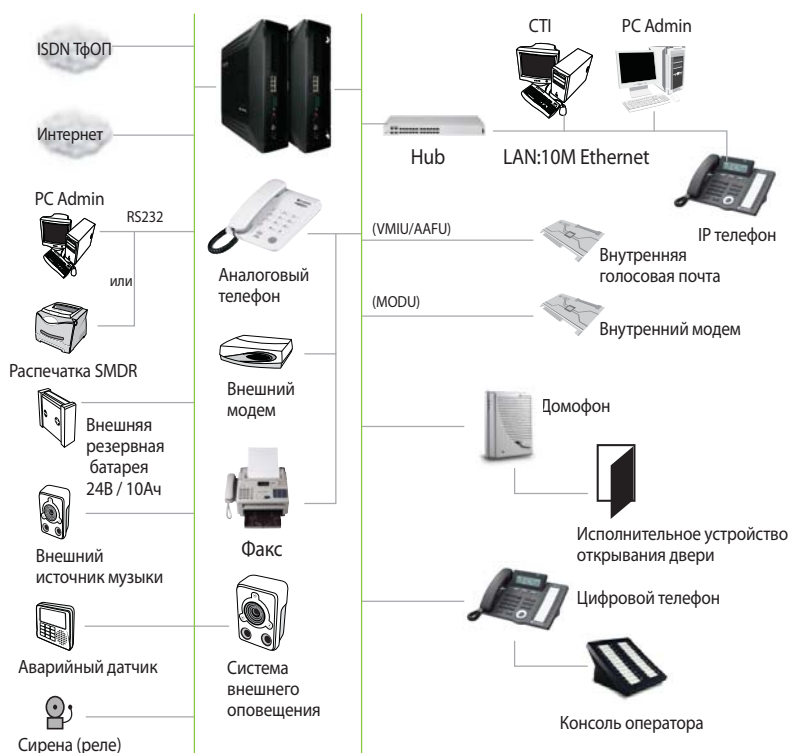 ISDN ТфОП
Интернет
PC Admin
RS232
или
Распечатка SMDR
Внешняя
резервная
батарея
24В / 10Ач
Внешний
источник музыки
Аварийный датчик
Сирена (реле)
Аналоговый
телефон
Внешний
модем
Факс
Система
внешнего
оповещения
CTI
PC Admin
Hub
LAN:10M Ethernet
IP телефон
(VMIU/AAFU)
Внутренняя
голосовая почта
(MODU)
Внутренний модем
Домофон
Исполнительное устройство
открывания двери
Цифровой телефон
Консоль оператора